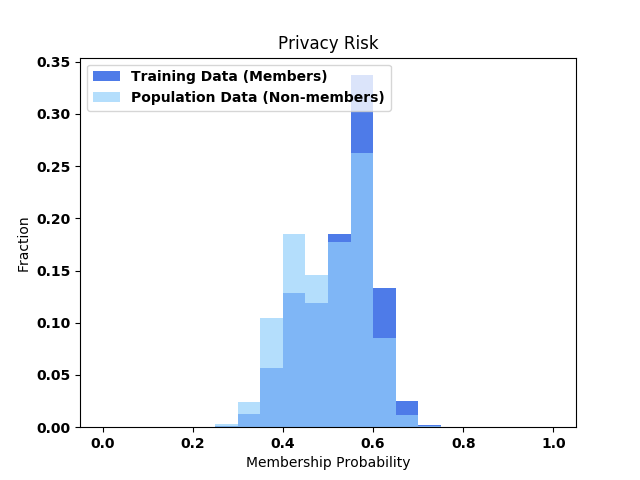 Privacy Risk
Training Data (Members)
Population Data (Non-members)
0.35
0.30
0.25
0.20
0.15
0.10
0.05
0.00
Fraction
0.0 0.2 0.4 0.6 0.8 1.0
Membership Probability